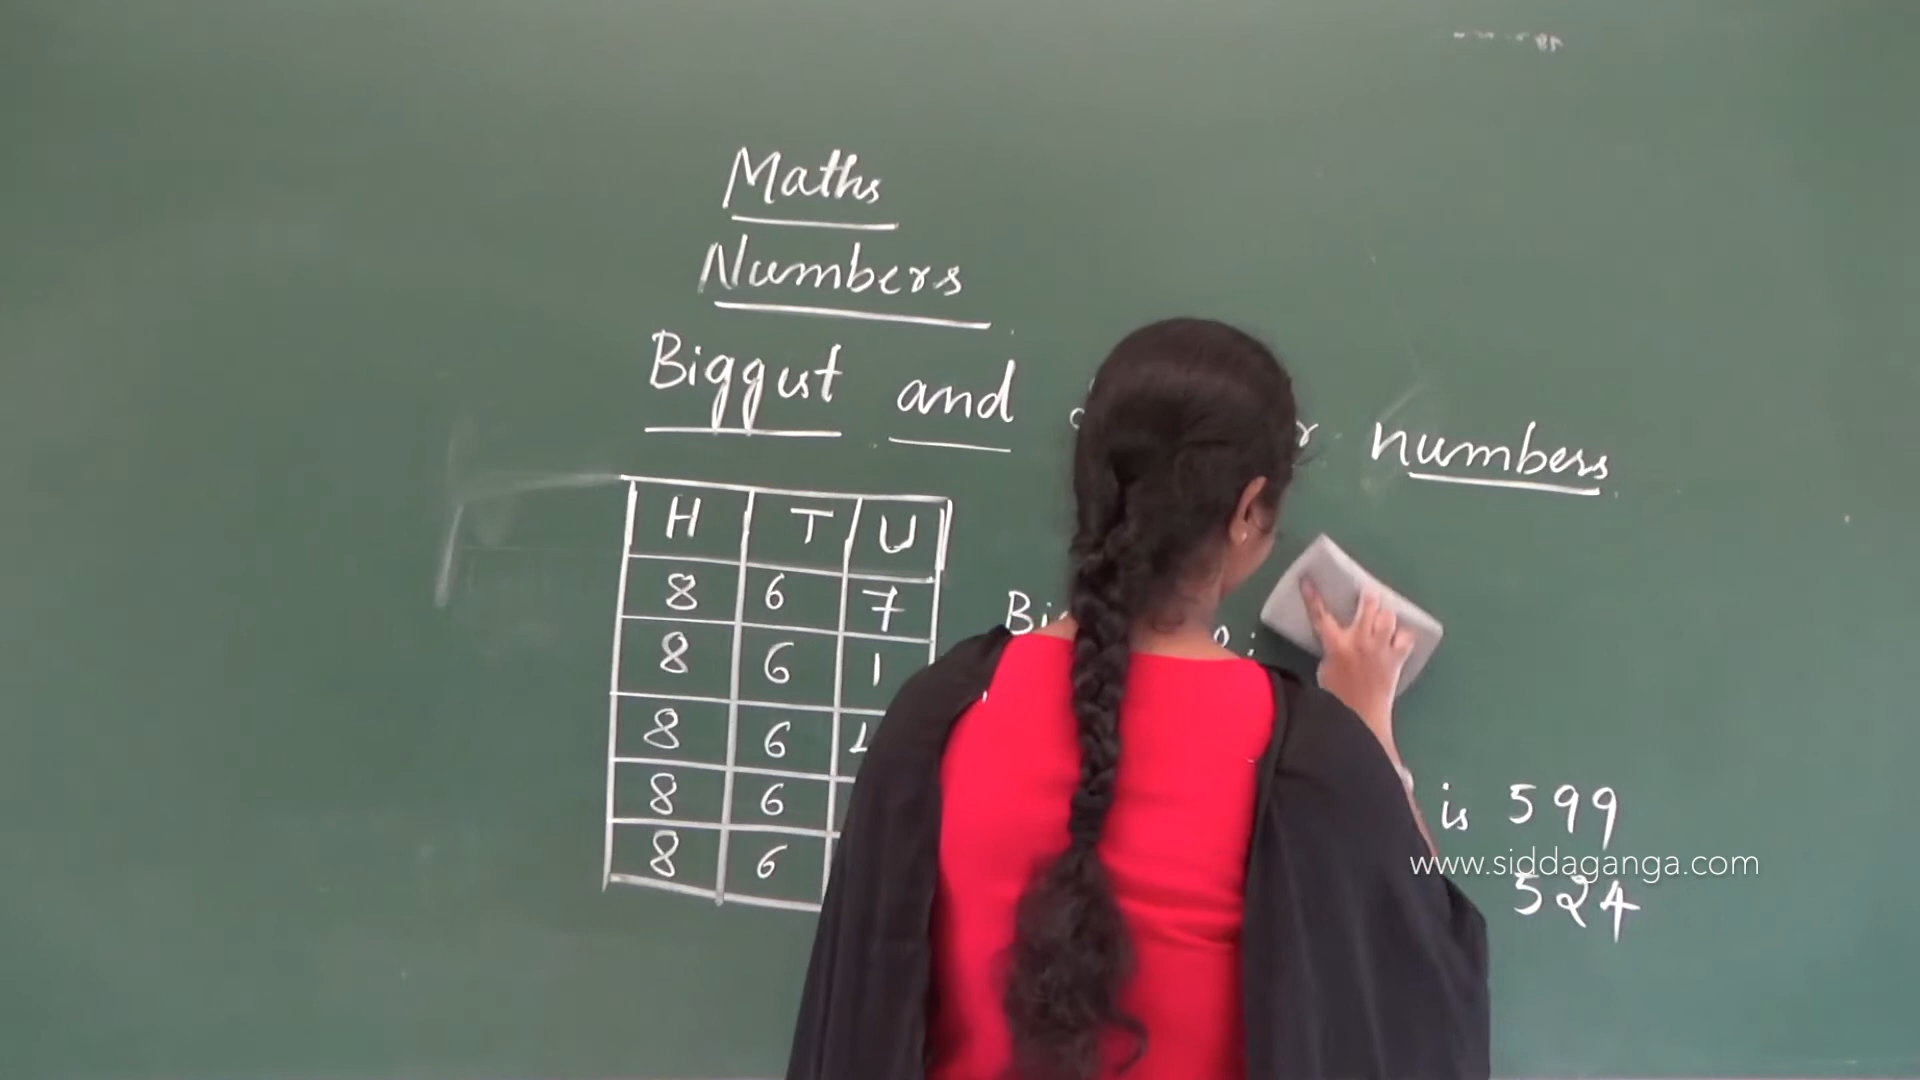 Maths
Numbers
Biggest and numbers
H T U
8 6 7
8 6 1
8 6
8 6
8 6
is 599
524
www.siddaganga.com